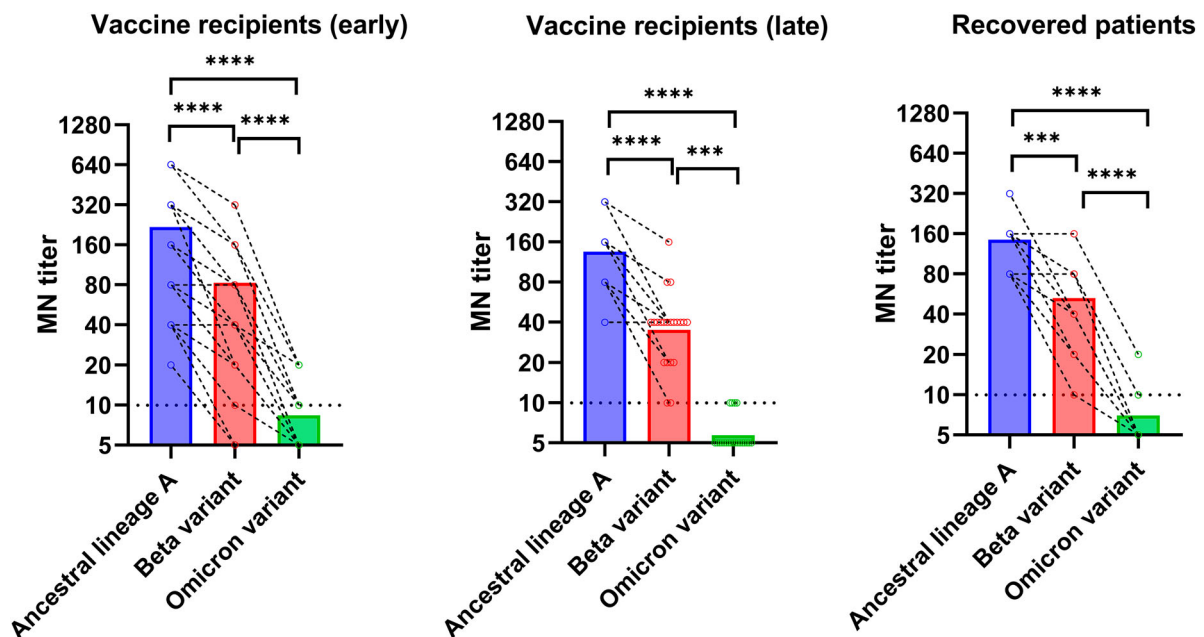 Vaccine recipients (early)
****
****
****
MN titer
1280
640
320
160
80
40
20
10
5
Ancestral lineage A
Beta variant
Omicron variant
Vaccine recipients (late)
****
****
***
MN titer
1280
640
320
160
80
40
20
10
5
Ancestral lineage A
Beta variant
Omicron variant
Recovered patients
****
***
****
MN titer
1280
640
320
160
80
40
20
10
5
Ancestral lineage A
Beta variant
Omicron variant